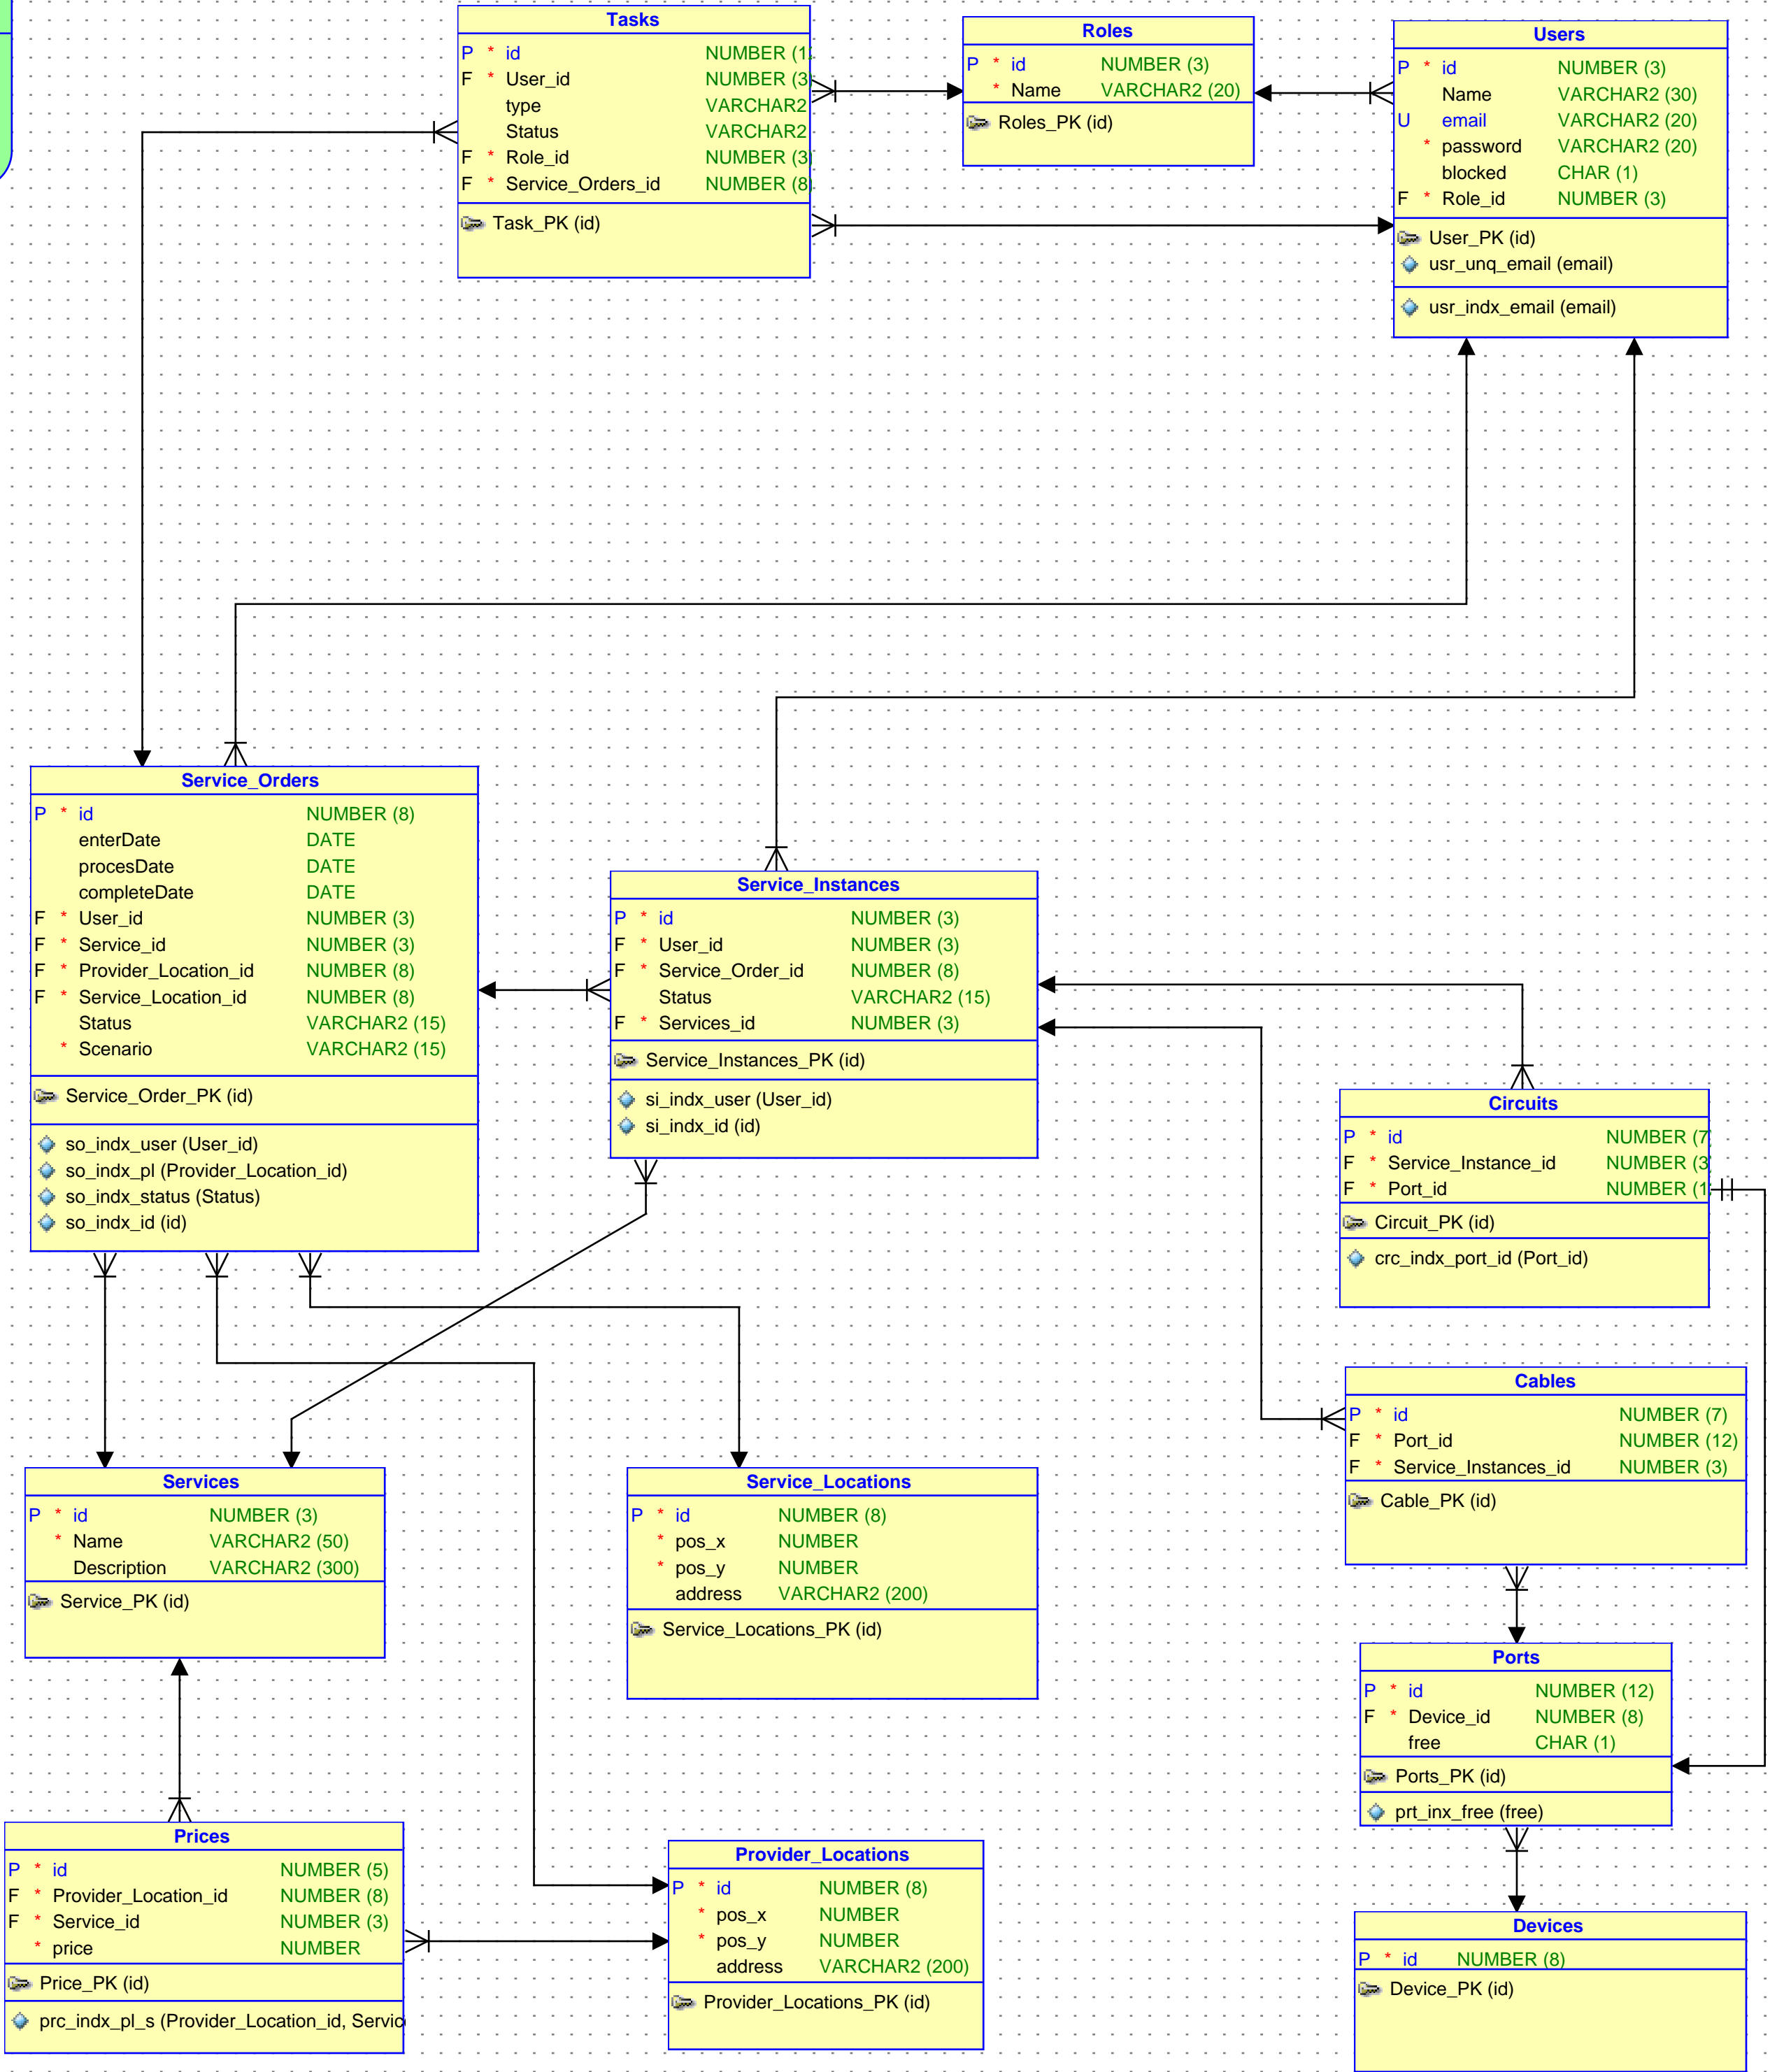 Tasks
P * id NUMBER (1
F * User_id NUMBER (3
type VARCHAR2
Status VARCHAR2
F * Role_id NUMBER (3
F * Service_Orders_id NUMBER (8
Task_PK (id)
Roles
P * id NUMBER (3)
* Name VARCHAR2 (20)
Roles_PK (id)
Users
P * id NUMBER (3)
Name VARCHAR2 (30)
U email VARCHAR2 (20)
* password VARCHAR2 (20)
blocked CHAR (1)
F * Role_id NUMBER (3)
User_PK (id)
usr_unq_email (email)
usr_indx_email (email)
Service_Orders
P * id NUMBER (8)
enterDate DATE
procesDate DATE
completeDate DATE
F * User_id NUMBER (3)
F * Service_id NUMBER (3)
F * Provider_Location_id NUMBER (8)
F * Service_Location_id NUMBER (8)
Status VARCHAR2 (15)
* Scenario VARCHAR2 (15)
Service_Order_PK (id)
so_indx_user (User_id)
so_indx_pl (Provider_Location_id)
so_indx_status (Status)
so_indx_id (id)
Service_Instances
P * id NUMBER (3)
F * User_id NUMBER (3)
F * Service_Order_id NUMBER (8)
Status VARCHAR2 (15)
F * Services_id NUMBER (3)
Service_Instances_PK (id)
si_indx_user (User_id)
si_indx_id (id)
Circuits
P * id NUMBER (7
F * Service_Instance_id NUMBER (3
F * Port_id NUMBER (1
Circuit_PK (id)
crc_indx_port_id (Port_id)
Cables
P * id NUMBER (7)
F * Port_id NUMBER (12)
F * Service_Instances_id NUMBER (3)
Cable_PK (id)
Services
P * id NUMBER (3)
* Name VARCHAR2 (50)
Description VARCHAR2 (300)
Service_PK (id)
Service_Locations
P * id NUMBER (8)
* pos_x NUMBER
* pos_y NUMBER
address VARCHAR2 (200)
Service_Locations_PK (id)
Ports
P * id NUMBER (12)
F * Device_id NUMBER (8)
free CHAR (1)
Ports_PK (id)
prt_inx_free (free)
Prices
P * id NUMBER (5)
F * Provider_Location_id NUMBER (8)
F * Service_id NUMBER (3)
* price NUMBER
Price_PK (id)
prc_indx_pl_s (Provider_Location_id, Servic
Provider_Locations
P * id NUMBER (8)
* pos_x NUMBER
* pos_y NUMBER
address VARCHAR2 (200)
Provider_Locations_PK (id)
Devices
P * id NUMBER (8)
Device_PK (id)